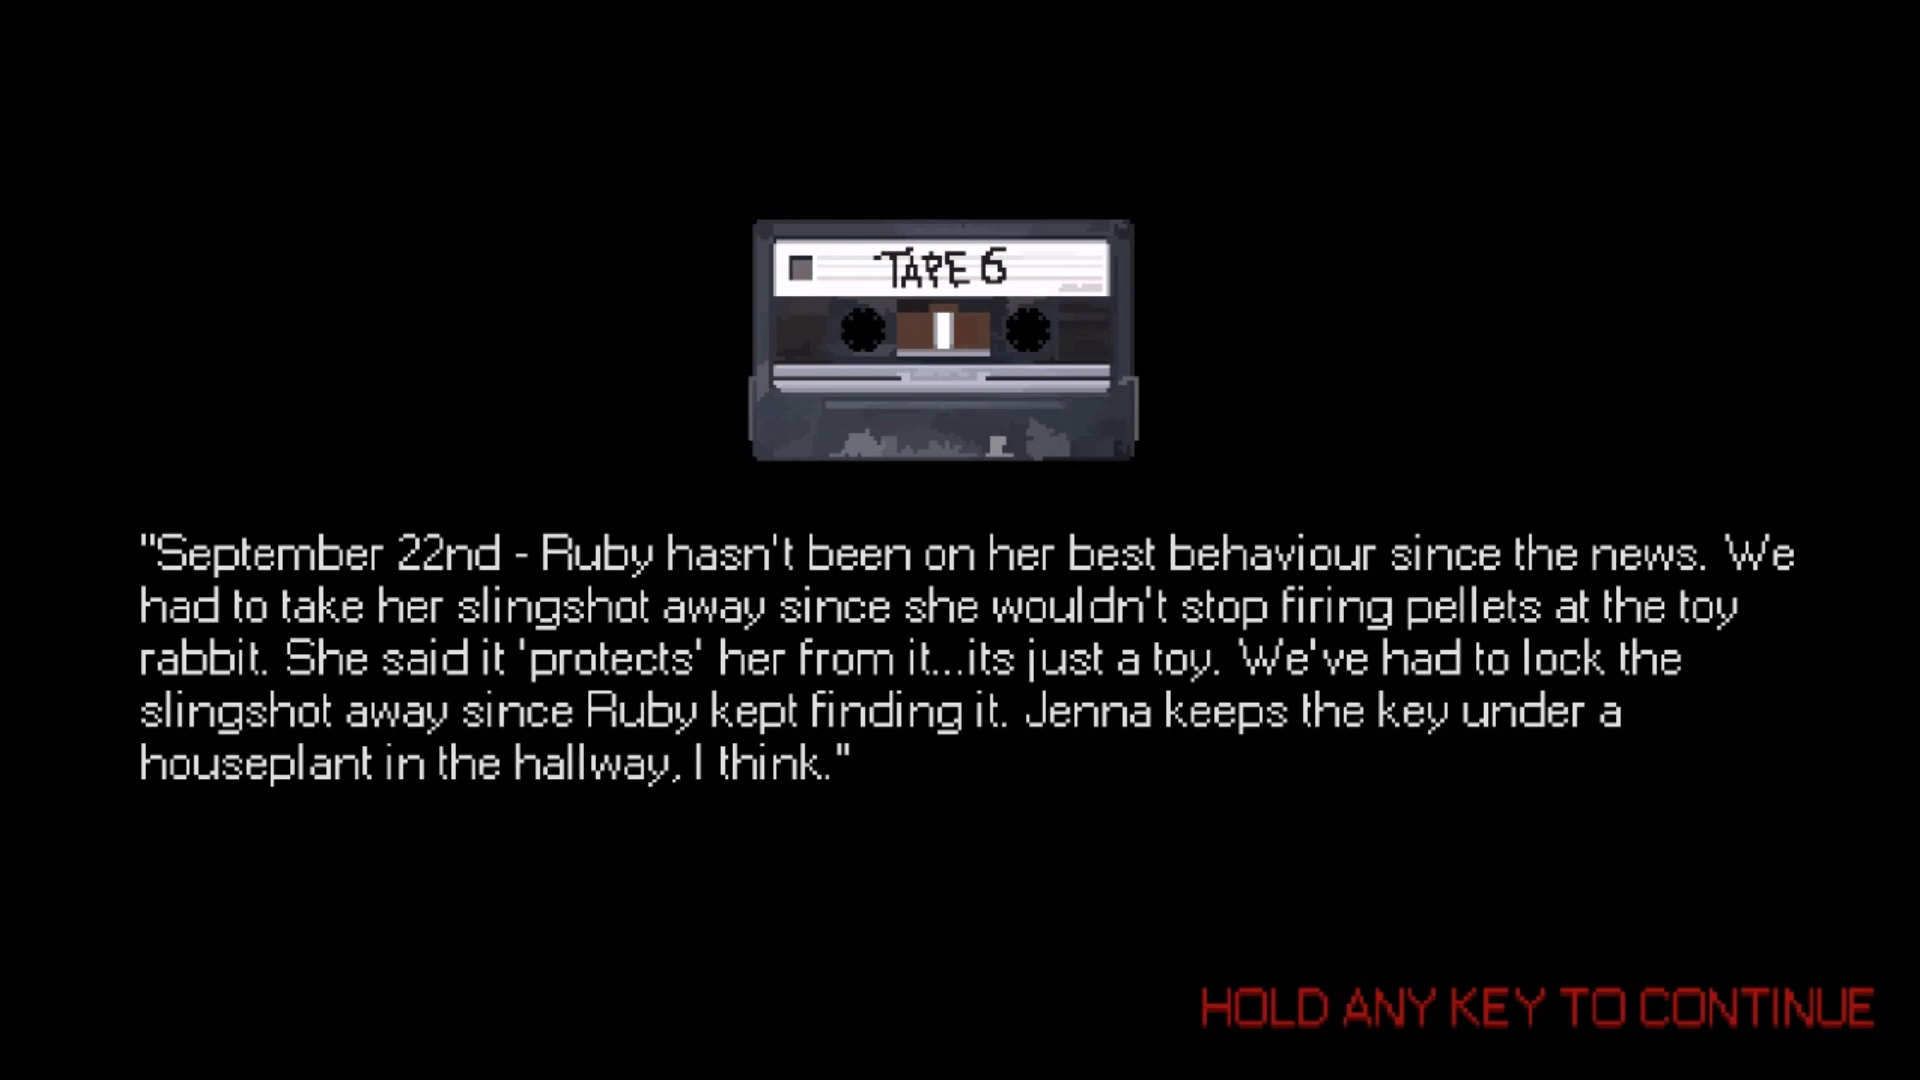 TAPE 6
"September 22nd - Ruby hasn't been on her best behaviour since the news. We
had to take her slingshot away since she wouldn't stop firing pellets at the toy
rabbit. She said it 'protects' her from it...its just a toy. We've had to lock the
slingshot away since Ruby kept finding it. Jenna keeps the key under a
houseplant in the hallway, I think."
HOLD ANY KEY TO CONTINUE